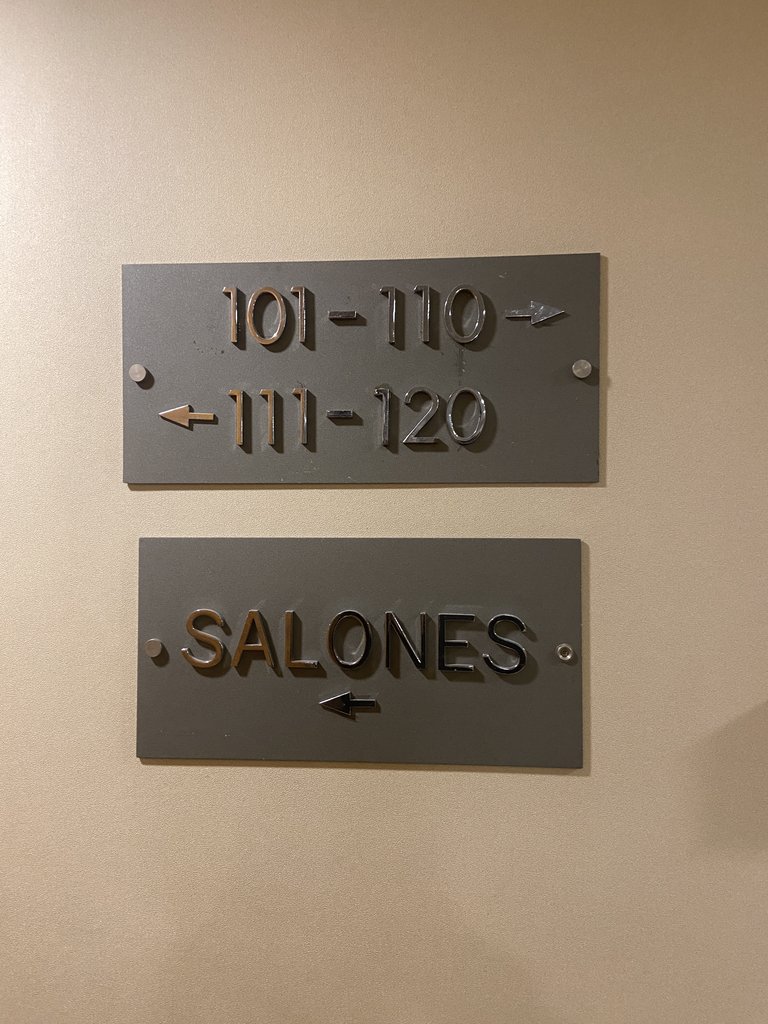 101-110 →
← 111-120
SALONES
←